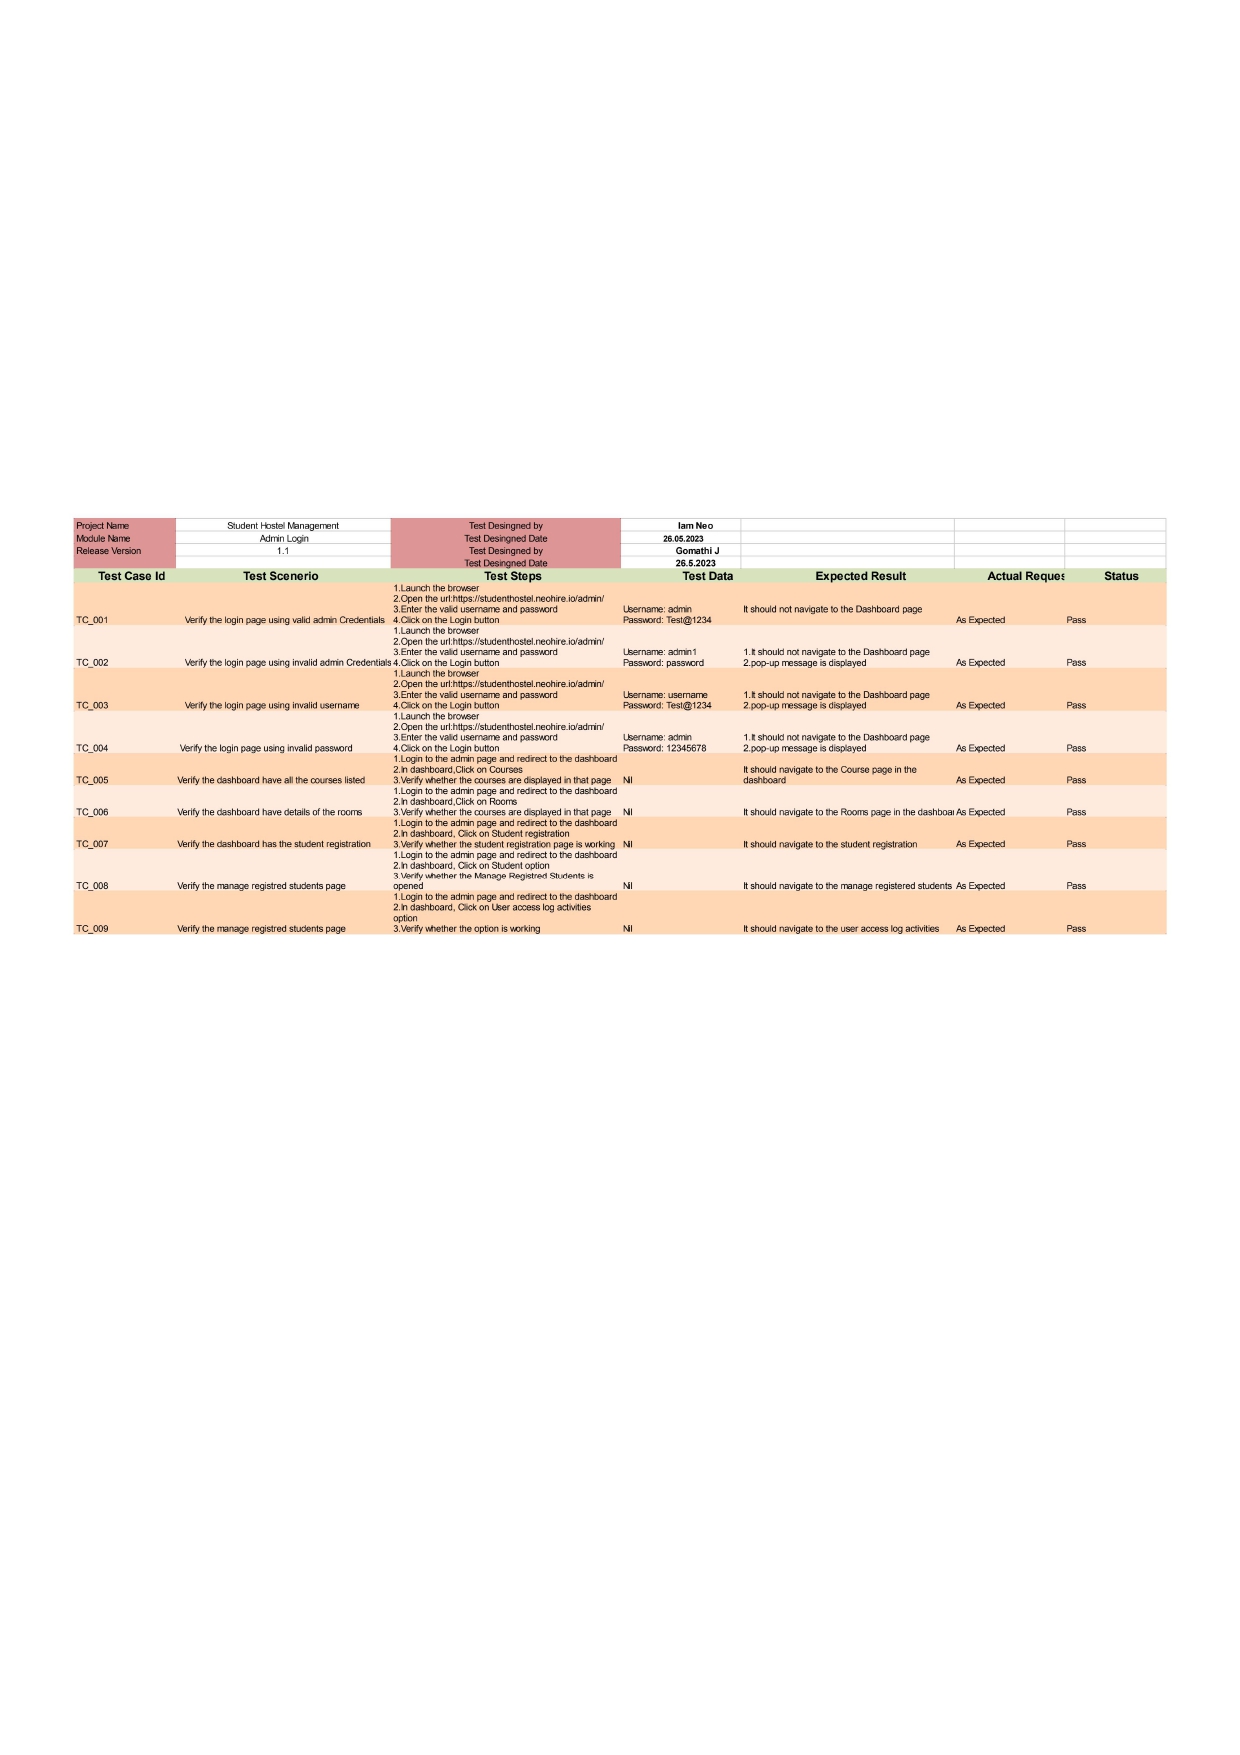 Project Name Student Hostel Management Test Desingned by Iam Neo
Module Name Admin Login Test Desingned Date 26.05.2023
Release Version 1.1 Test Desingned by Gomathi J
Test Desingned Date 26.5.2023
Test Case Id Test Scenerio Test Steps Test Data Expected Result Actual Reques Status
1.Launch the browser
2.Open the url:https://studenthostel.neohire.io/admin/
3.Enter the valid username and password Username: admin It should not navigate to the Dashboard page
TC_001 Verify the login page using valid admin Credentials 4.Click on the Login button Password: Test@1234 As Expected Pass
1.Launch the browser
2.Open the url:https://studenthostel.neohire.io/admin/
3.Enter the valid username and password Username: admin1 1.It should not navigate to the Dashboard page
TC_002 Verify the login page using invalid admin Credentials 4.Click on the Login button Password: password 2.pop-up message is displayed As Expected Pass
1.Launch the browser
2.Open the url:https://studenthostel.neohire.io/admin/
3.Enter the valid username and password Username: username 1.It should not navigate to the Dashboard page
TC_003 Verify the login page using invalid username 4.Click on the Login button Password: Test@1234 2.pop-up message is displayed As Expected Pass
1.Launch the browser
2.Open the url:https://studenthostel.neohire.io/admin/
3.Enter the valid username and password Username: admin 1.It should not navigate to the Dashboard page
TC_004 Verify the login page using invalid password 4.Click on the Login button Password: 12345678 2.pop-up message is displayed As Expected Pass
1.Login to the admin page and redirect to the dashboard
2.In dashboard,Click on Courses It should navigate to the Course page in the
TC_005 Verify the dashboard have all the courses listed 3.Verify whether the courses are displayed in that page Nil dashboard As Expected Pass
1.Login to the admin page and redirect to the dashboard
2.In dashboard,Click on Rooms
TC_006 Verify the dashboard have details of the rooms 3.Verify whether the courses are displayed in that page Nil It should navigate to the Rooms page in the dashboa As Expected Pass
1.Login to the admin page and redirect to the dashboard
2.In dashboard, Click on Student registration
TC_007 Verify the dashboard has the student registration 3.Verify whether the student registration page is working Nil It should navigate to the student registration As Expected Pass
1.Login to the admin page and redirect to the dashboard
2.In dashboard, Click on Student option
3.Verify whether the Manage Registred Students is
TC_008 Verify the manage registred students page opened Nil It should navigate to the manage registered students As Expected Pass
1.Login to the admin page and redirect to the dashboard
2.In dashboard, Click on User access log activities
option
TC_009 Verify the manage registred students page 3.Verify whether the option is working Nil It should navigate to the user access log activities As Expected Pass